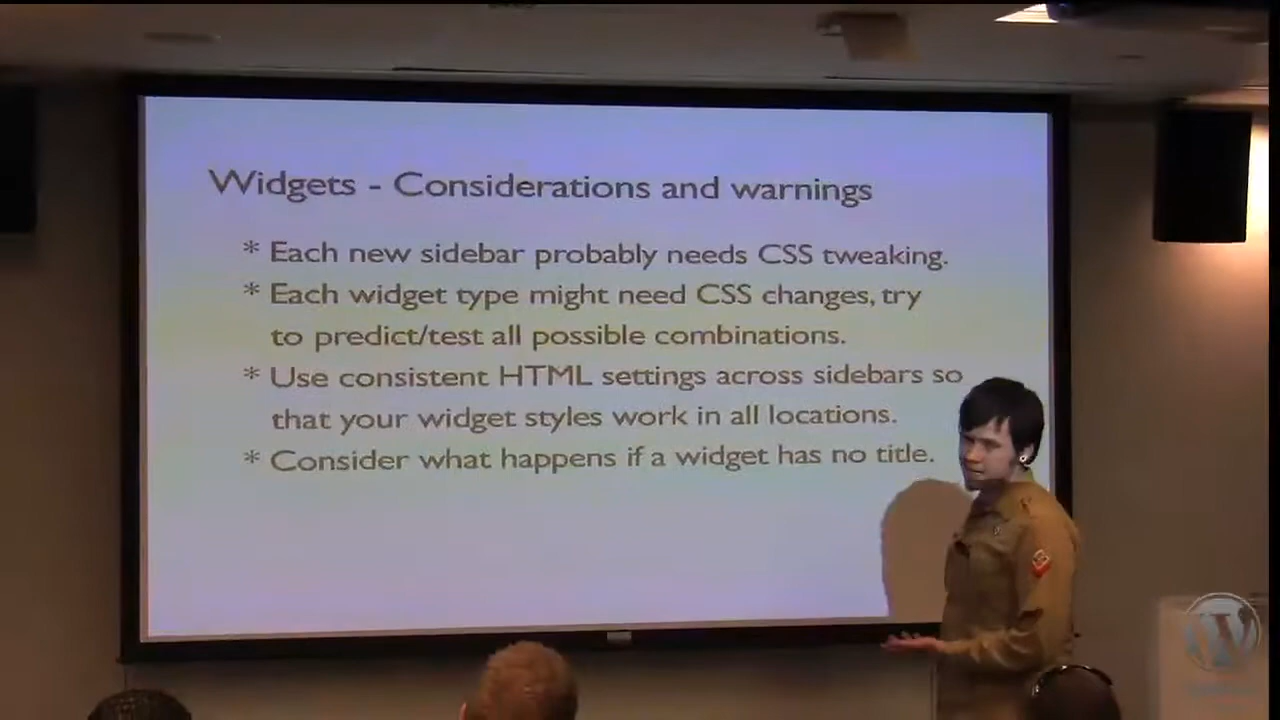 Widgets - Considerations and warnings
* Each new sidebar probably needs CSS tweaking.
* Each widget type might need CSS changes, try
to predict/test all possible combinations.
* Use consistent HTML settings across sidebars so
that your widget styles work in all locations.
* Consider what happens if a widget has no title.